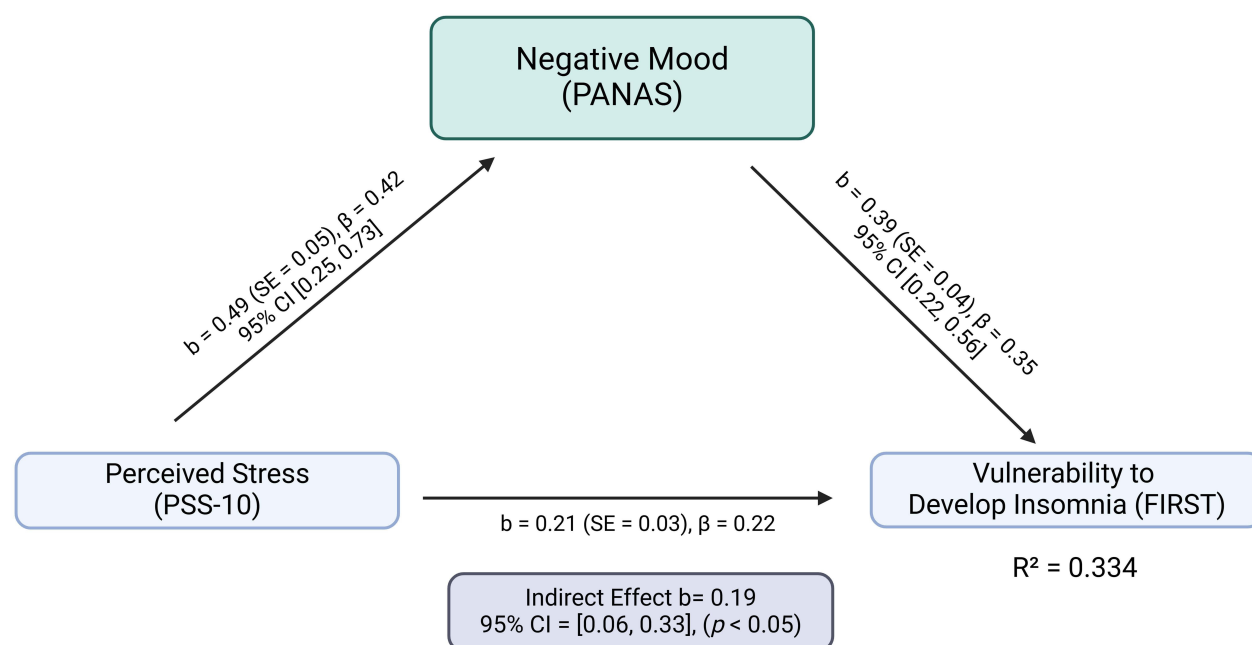 Negative Mood
(PANAS)
b = 0.49 (SE = 0.05), β = 0.42
95% CI [0.25, 0.73]
b = 0.39 (SE = 0.04), β = 0.35
95% CI [0.22, 0.56]
Perceived Stress
(PSS-10)
b = 0.21 (SE = 0.03), β = 0.22
Vulnerability to
Develop Insomnia (FIRST)
R² = 0.334
Indirect Effect b= 0.19
95% CI = [0.06, 0.33], (p < 0.05)